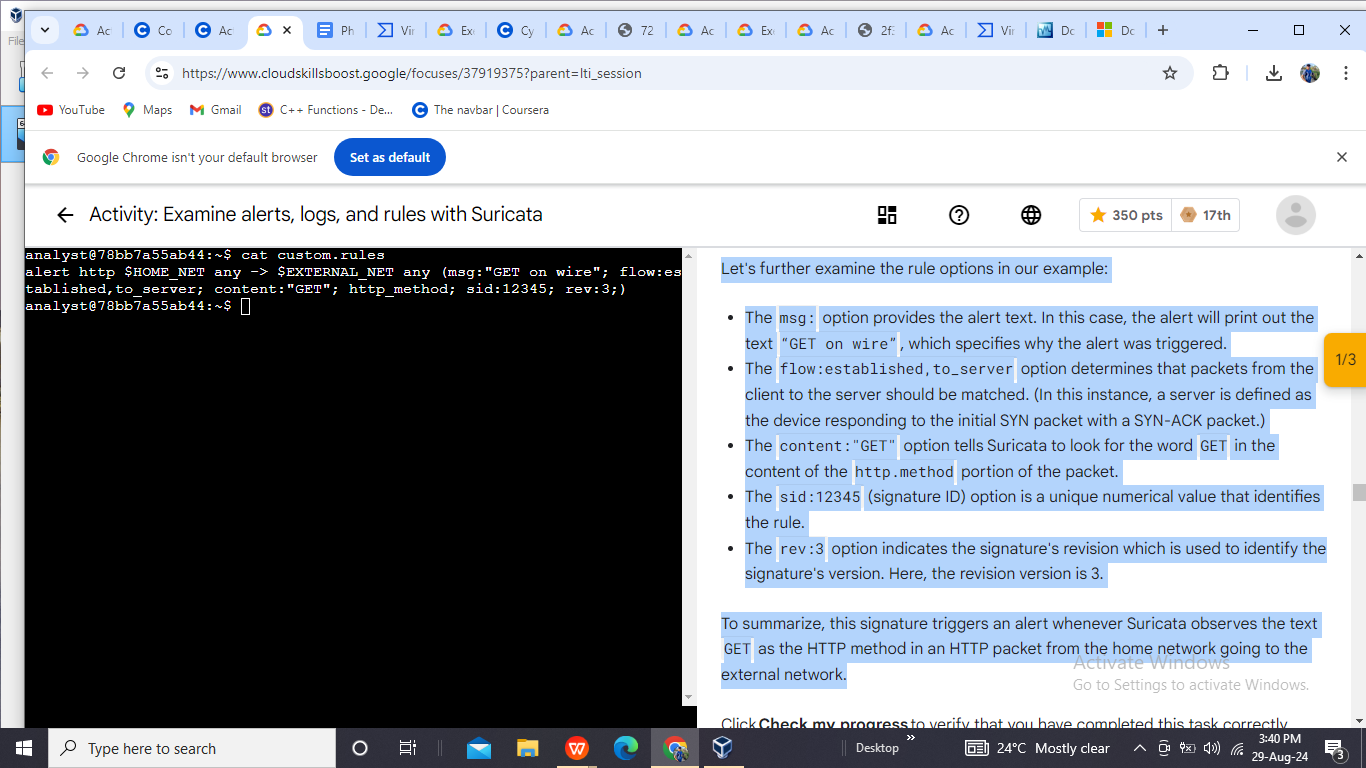 File
Ac
Co
Ac
Ph
Vir
Ex
Cy
Ac
72
Ac
Ex
Ac
2f
Ac
Vir
Dc
Dc
https://www.cloudskillsboost.google/focuses/37919375?parent=lti_session
YouTube
Maps
Gmail
C++ Functions - De...
The navbar | Coursera
Google Chrome isn't your default browser
Set as default
Activity: Examine alerts, logs, and rules with Suricata
350 pts
17th
analyst@78bb7a55ab44:~$ cat custom.rules
alert http $HOME_NET any -> $EXTERNAL_NET any (msg:"GET on wire"; flow:es
tablished,to_server; content:"GET"; http_method; sid:12345; rev:3;)
analyst@78bb7a55ab44:~$
Let's further examine the rule options in our example:
• The msg: option provides the alert text. In this case, the alert will print out the
text “GET on wire”, which specifies why the alert was triggered.
• The flow:established,to_server option determines that packets from the
client to the server should be matched. (In this instance, a server is defined as
the device responding to the initial SYN packet with a SYN-ACK packet.)
• The content:"GET" option tells Suricata to look for the word GET in the
content of the http.method portion of the packet.
• The sid:12345 (signature ID) option is a unique numerical value that identifies
the rule.
• The rev:3 option indicates the signature's revision which is used to identify the
signature's version. Here, the revision version is 3.
1/3
To summarize, this signature triggers an alert whenever Suricata observes the text
GET as the HTTP method in an HTTP packet from the home network going to the
external network.
Activate Windows
Go to Settings to activate Windows.
Click Check my progress to verify that you have completed this task correctly
Type here to search
Desktop
24°C Mostly clear
3:40 PM
29-Aug-24
3